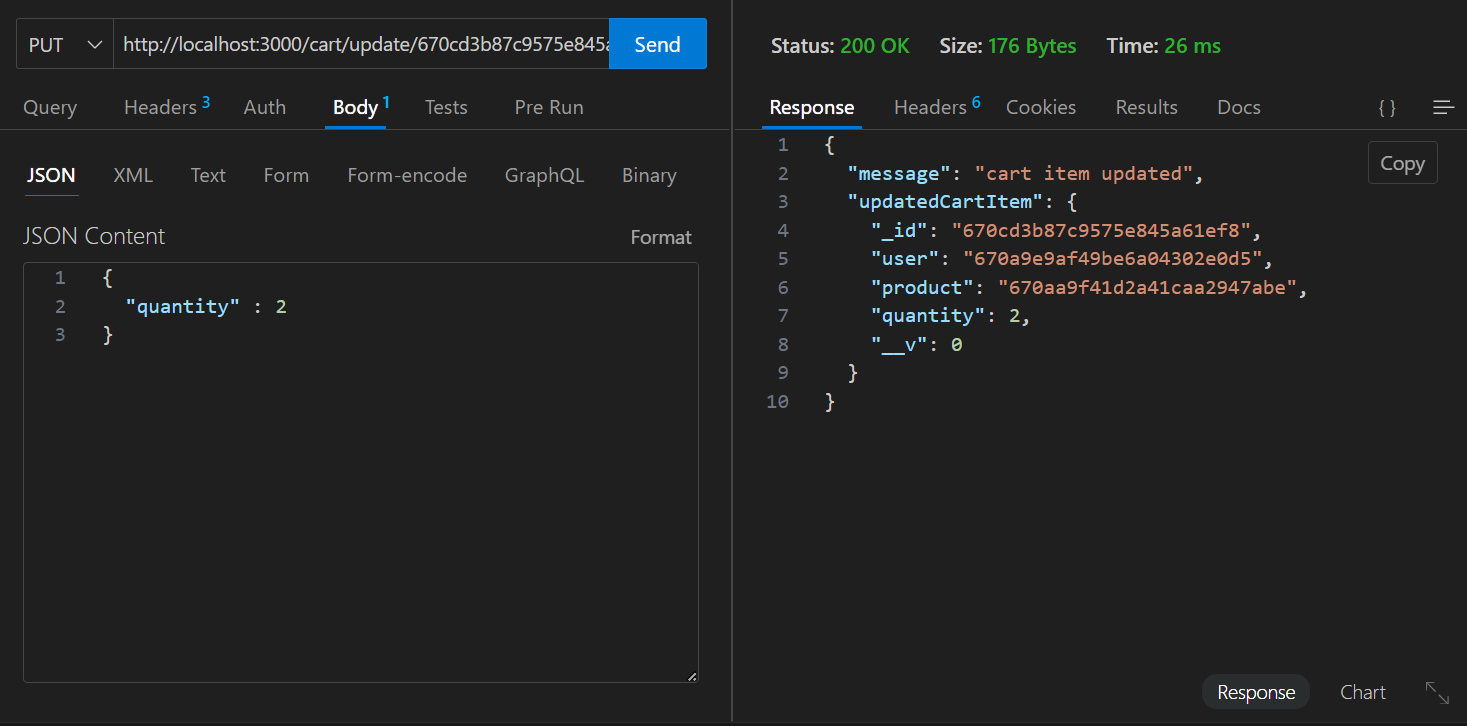 PUT http://localhost:3000/cart/update/670cd3b87c9575e845a Send
Query Headers 3 Auth Body 1 Tests Pre Run
JSON XML Text Form Form-encode GraphQL Binary
JSON Content Format
1 {
2 "quantity" : 2
3 }
Status: 200 OK Size: 176 Bytes Time: 26 ms
Response Headers 6 Cookies Results Docs { }
Copy
1 {
2 "message": "cart item updated",
3 "updatedCartItem": {
4 "_id": "670cd3b87c9575e845a61ef8",
5 "user": "670a9e9af49be6a04302e0d5",
6 "product": "670aa9f41d2a41caa2947abe",
7 "quantity": 2,
8 "__v": 0
9 }
10 }
Response Chart